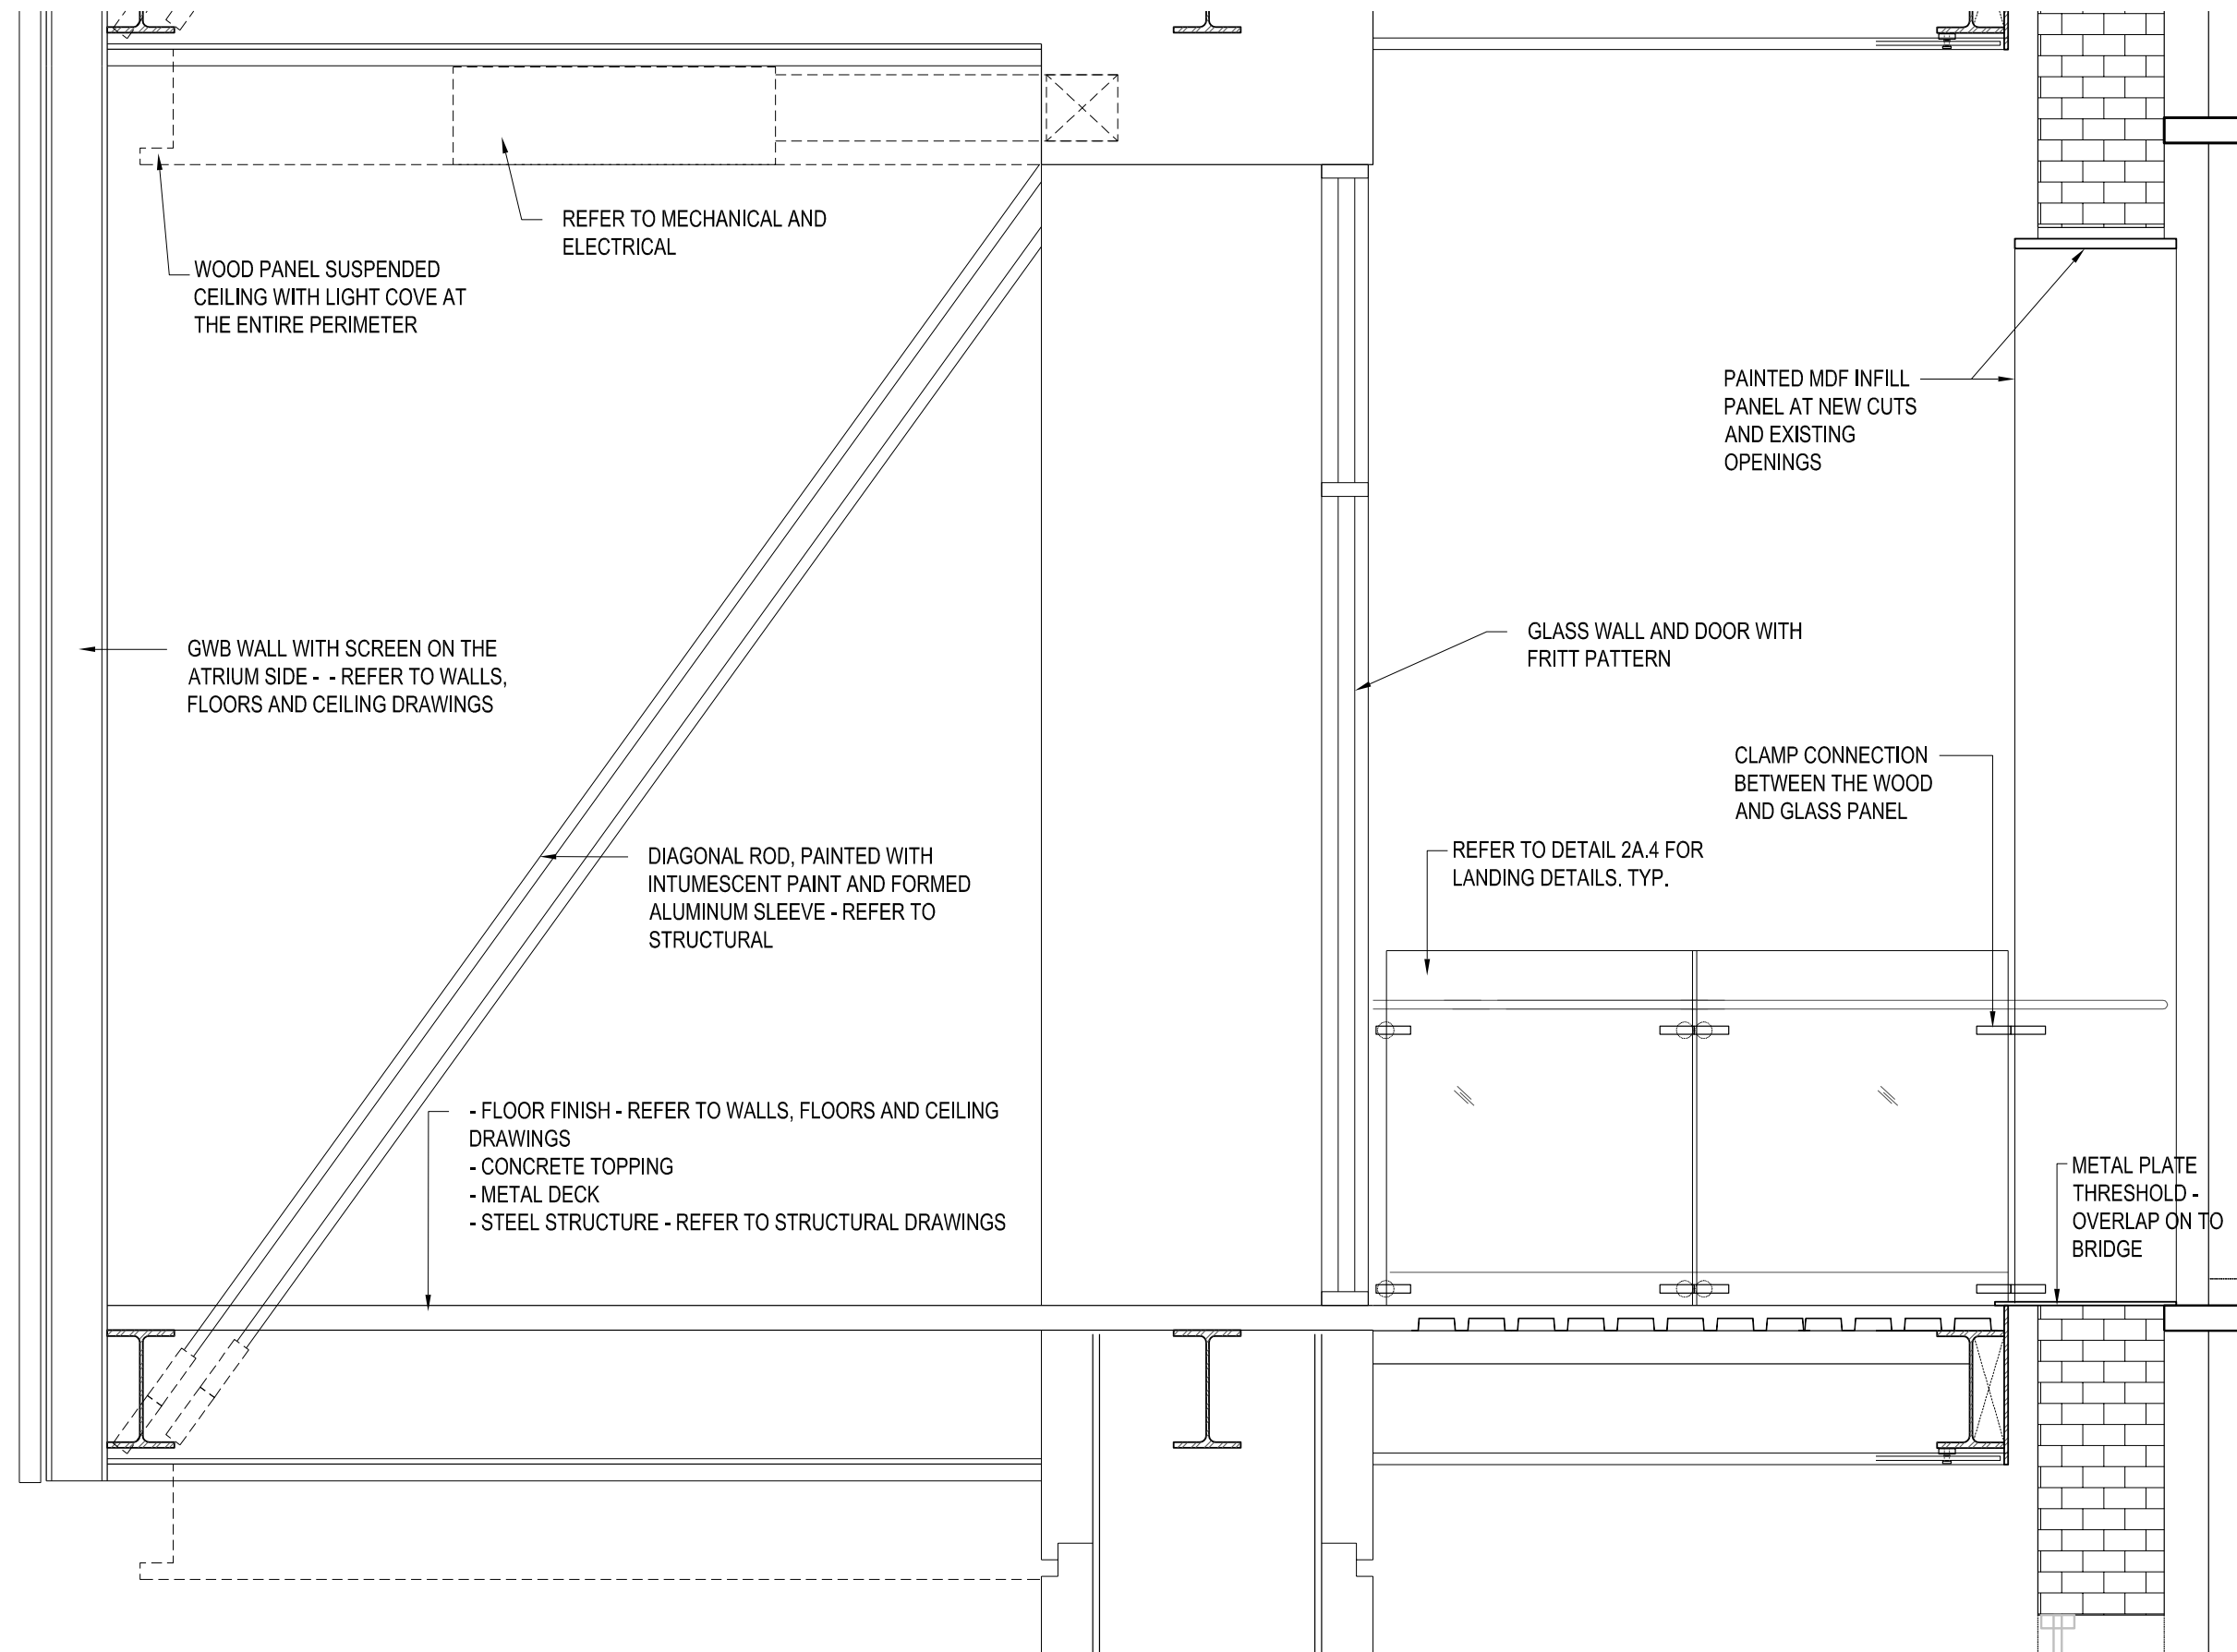 REFER TO MECHANICAL AND
ELECTRICAL
WOOD PANEL SUSPENDED
CEILING WITH LIGHT COVE AT
THE ENTIRE PERIMETER
PAINTED MDF INFILL
PANEL AT NEW CUTS
AND EXISTING
OPENINGS
GWB WALL WITH SCREEN ON THE
ATRIUM SIDE - - REFER TO WALLS,
FLOORS AND CEILING DRAWINGS
GLASS WALL AND DOOR WITH
FRITT PATTERN
CLAMP CONNECTION
BETWEEN THE WOOD
AND GLASS PANEL
REFER TO DETAIL 2A.4 FOR
LANDING DETAILS. TYP.
DIAGONAL ROD, PAINTED WITH
INTUMESCENT PAINT AND FORMED
ALUMINUM SLEEVE - REFER TO
STRUCTURAL
- FLOOR FINISH - REFER TO WALLS, FLOORS AND CEILING
DRAWINGS
- CONCRETE TOPPING
- METAL DECK
- STEEL STRUCTURE - REFER TO STRUCTURAL DRAWINGS
METAL PLATE
THRESHOLD -
OVERLAP ON TO
BRIDGE